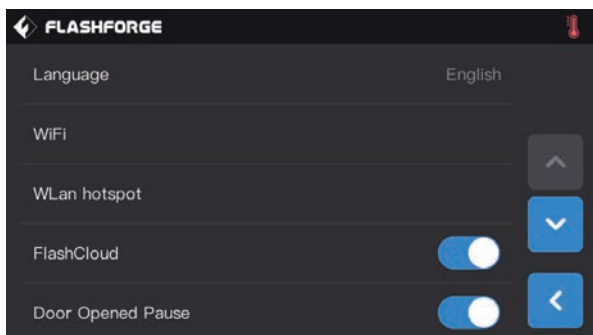 FLASHFORGE
Language English
WiFi
WLan hotspot
FlashCloud
Door Opened Pause